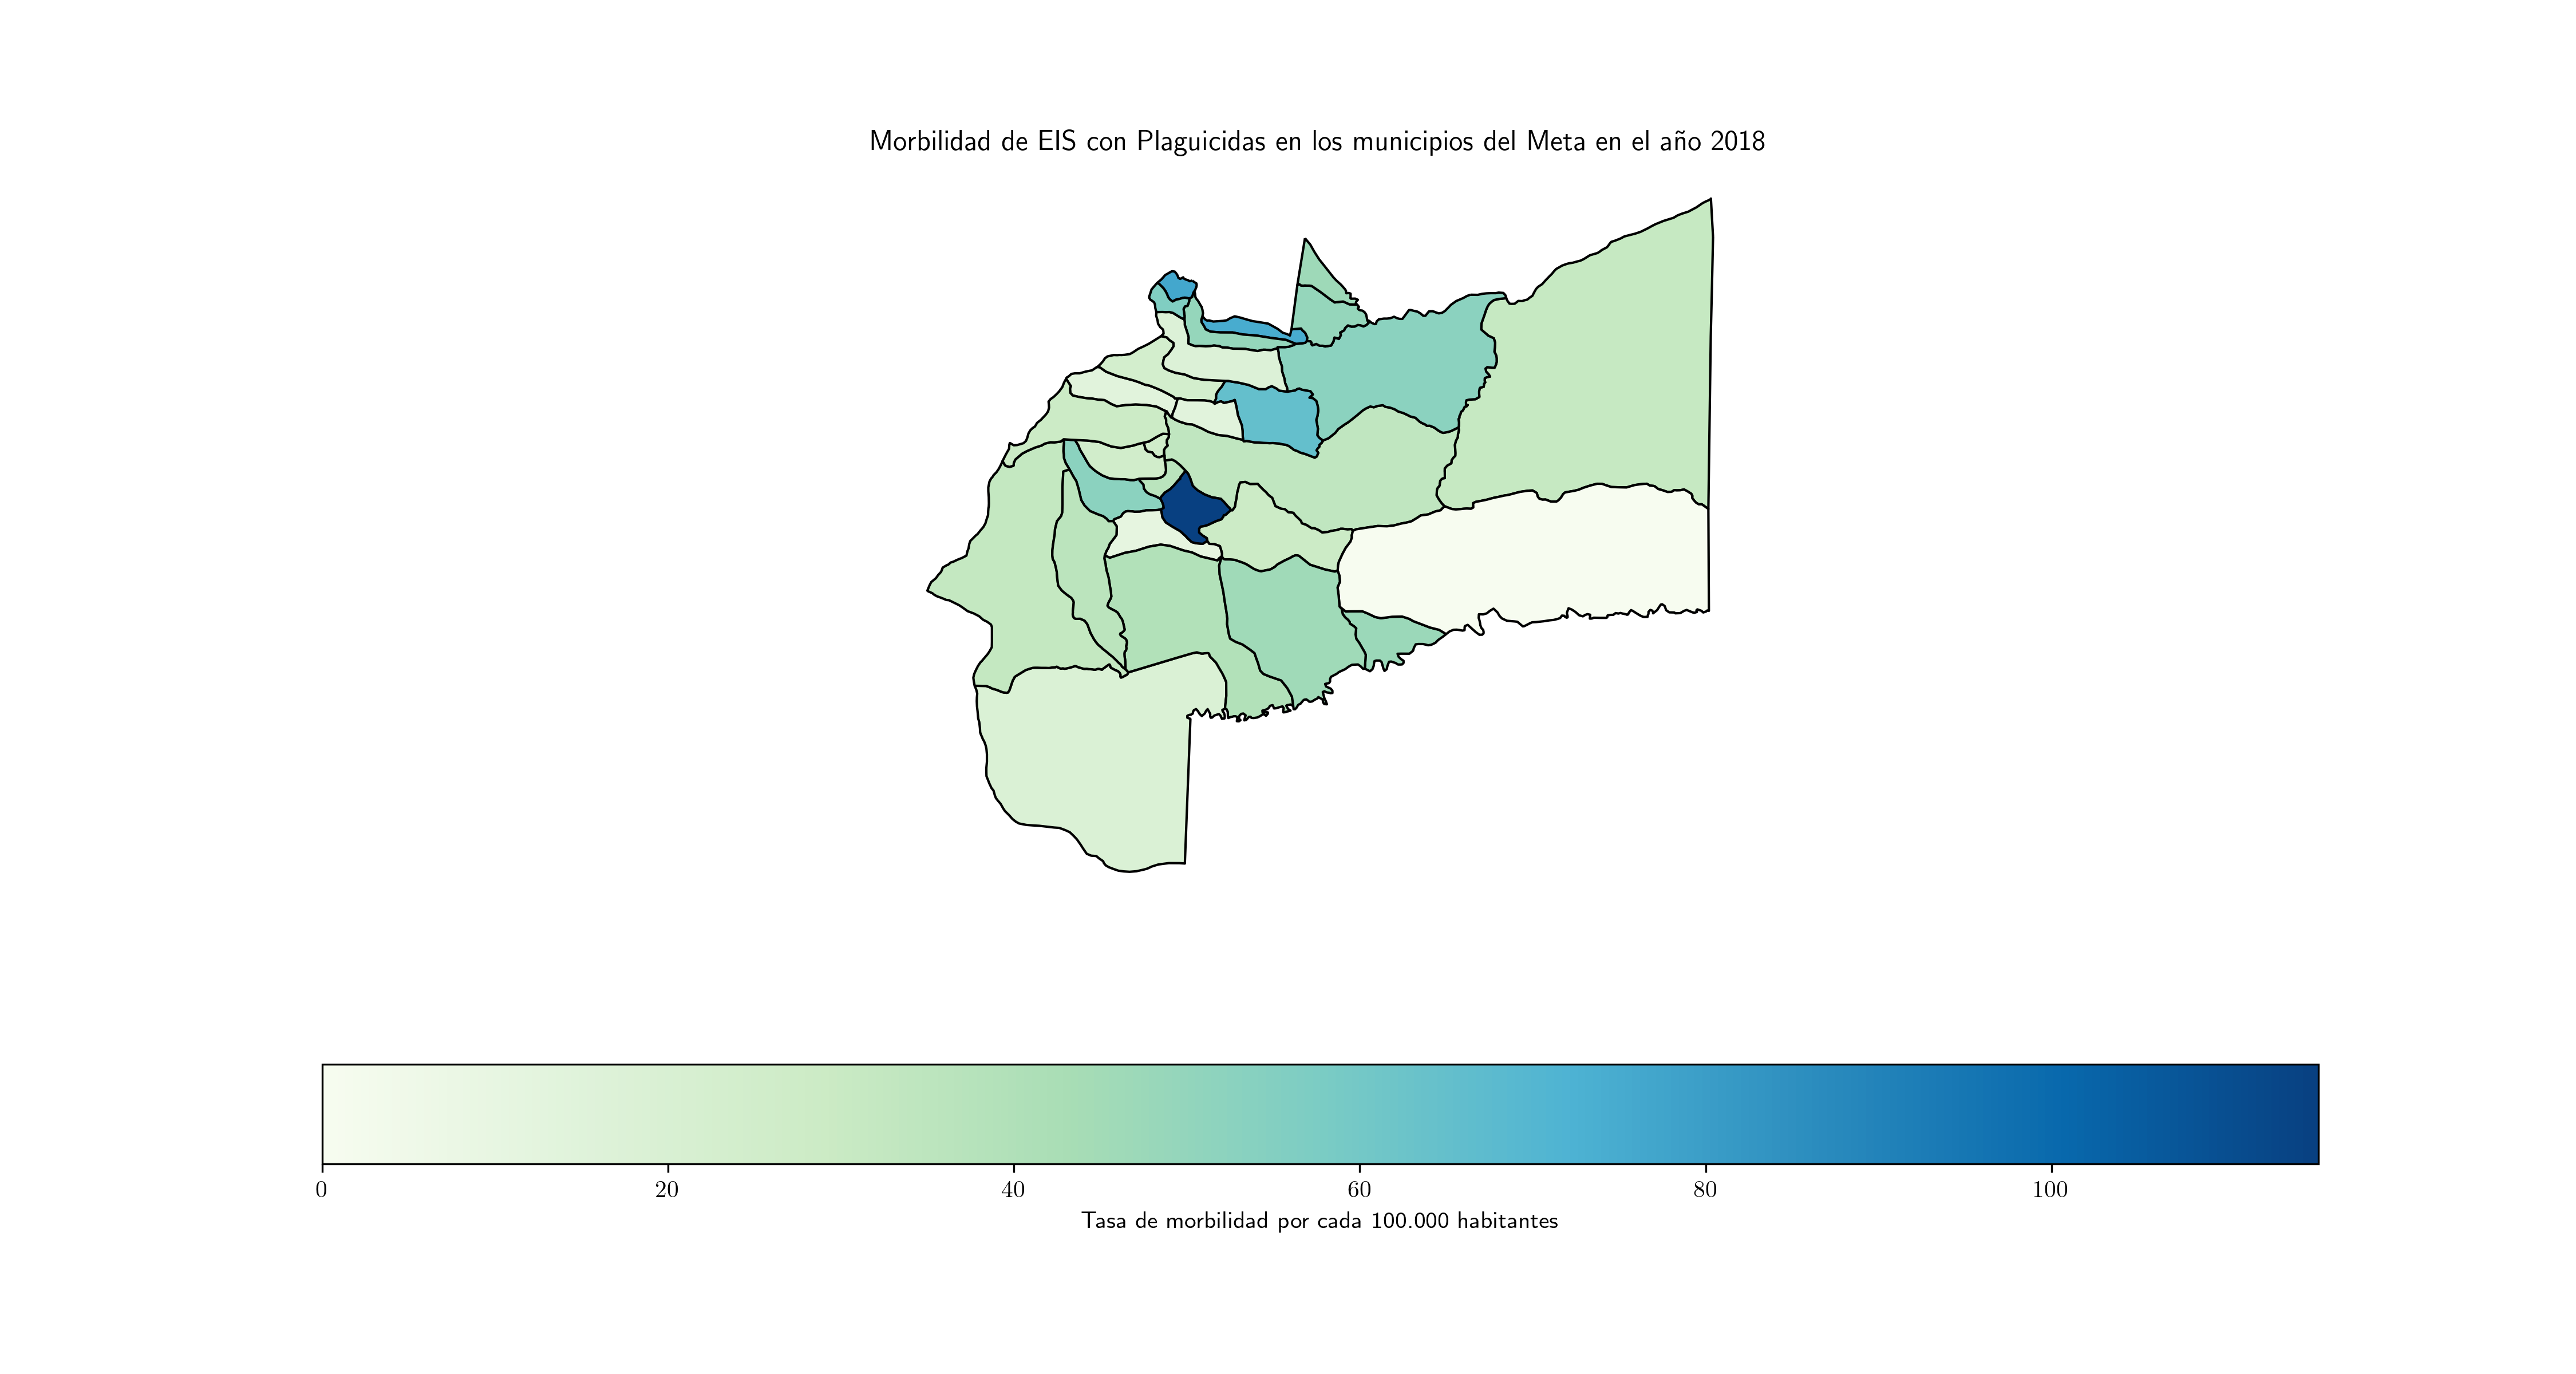 Morbilidad de EIS con Plaguicidas en los municipios del Meta en el año 2018
0 20 40 60 80 100
Tasa de morbilidad por cada 100.000 habitantes